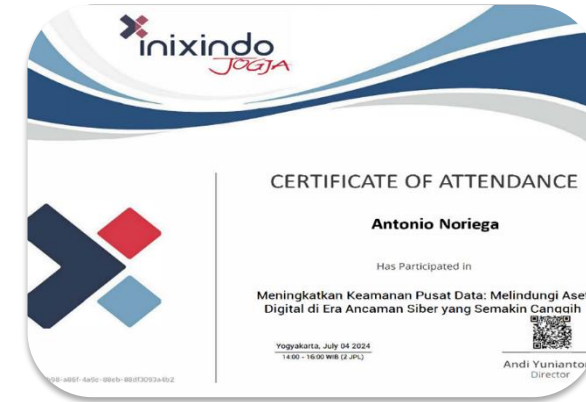 inixindo
JOGJA
CERTIFICATE OF ATTENDANCE
Antonio Noriega
Has Participated in
Meningkatkan Keamanan Pusat Data: Melindungi Aset
Digital di Era Ancaman Siber yang Semakin Canggih
Yogyakarta, July 04 2024
14:00 - 16:00 WIB (2 JPL)
Director